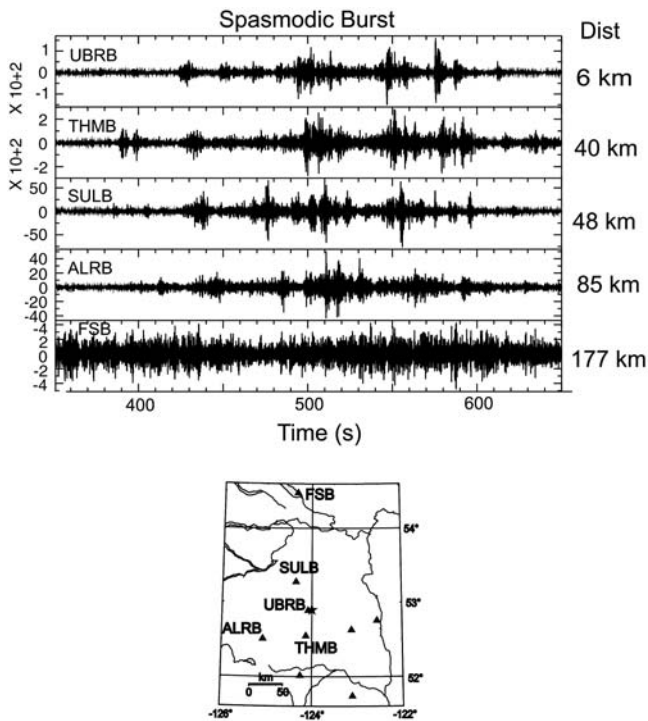 Spasmodic Burst
Dist
UBRB
1
0
-1
X 10+2
6 km
THMB
2
0
-2
X 10+2
40 km
SULB
50
0
-50
48 km
ALRB
40
20
0
-20
-40
85 km
FSB
4
2
0
-2
-4
177 km
400 500 600
Time (s)
FSB
54°
SULB
UBRB
53°
ALRB
THMB
km
0 50
52°
-126 -124 -122